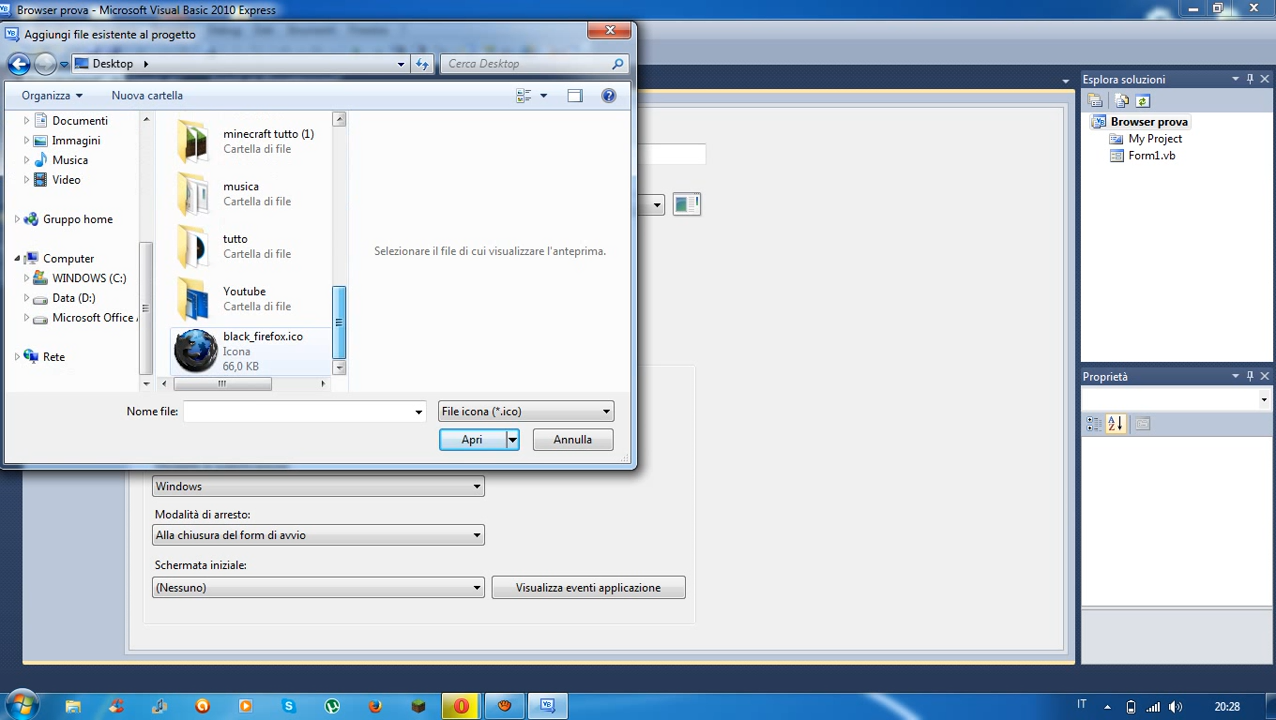 Browser prova - Microsoft Visual Basic 2010 Express
Aggiungi file esistente al progetto
Desktop
Cerca Desktop
Organizza
Nuova cartella
Documenti
Immagini
Musica
Video
Gruppo home
Computer
WINDOWS (C:)
Data (D:)
Microsoft Office
Rete
minecraft tutto (1)
Cartella di file
musica
Cartella di file
tutto
Cartella di file
Youtube
Cartella di file
black_firefox.ico
Icona
66,0 KB
Selezionare il file di cui visualizzare l'anteprima.
Nome file:
File icona (*.ico)
Apri
Annulla
Windows
Modalità di arresto:
Alla chiusura del form di avvio
Schermata iniziale:
(Nessuno)
Visualizza eventi applicazione
Esplora soluzioni
Browser prova
My Project
Form1.vb
Proprietà
IT
20:28